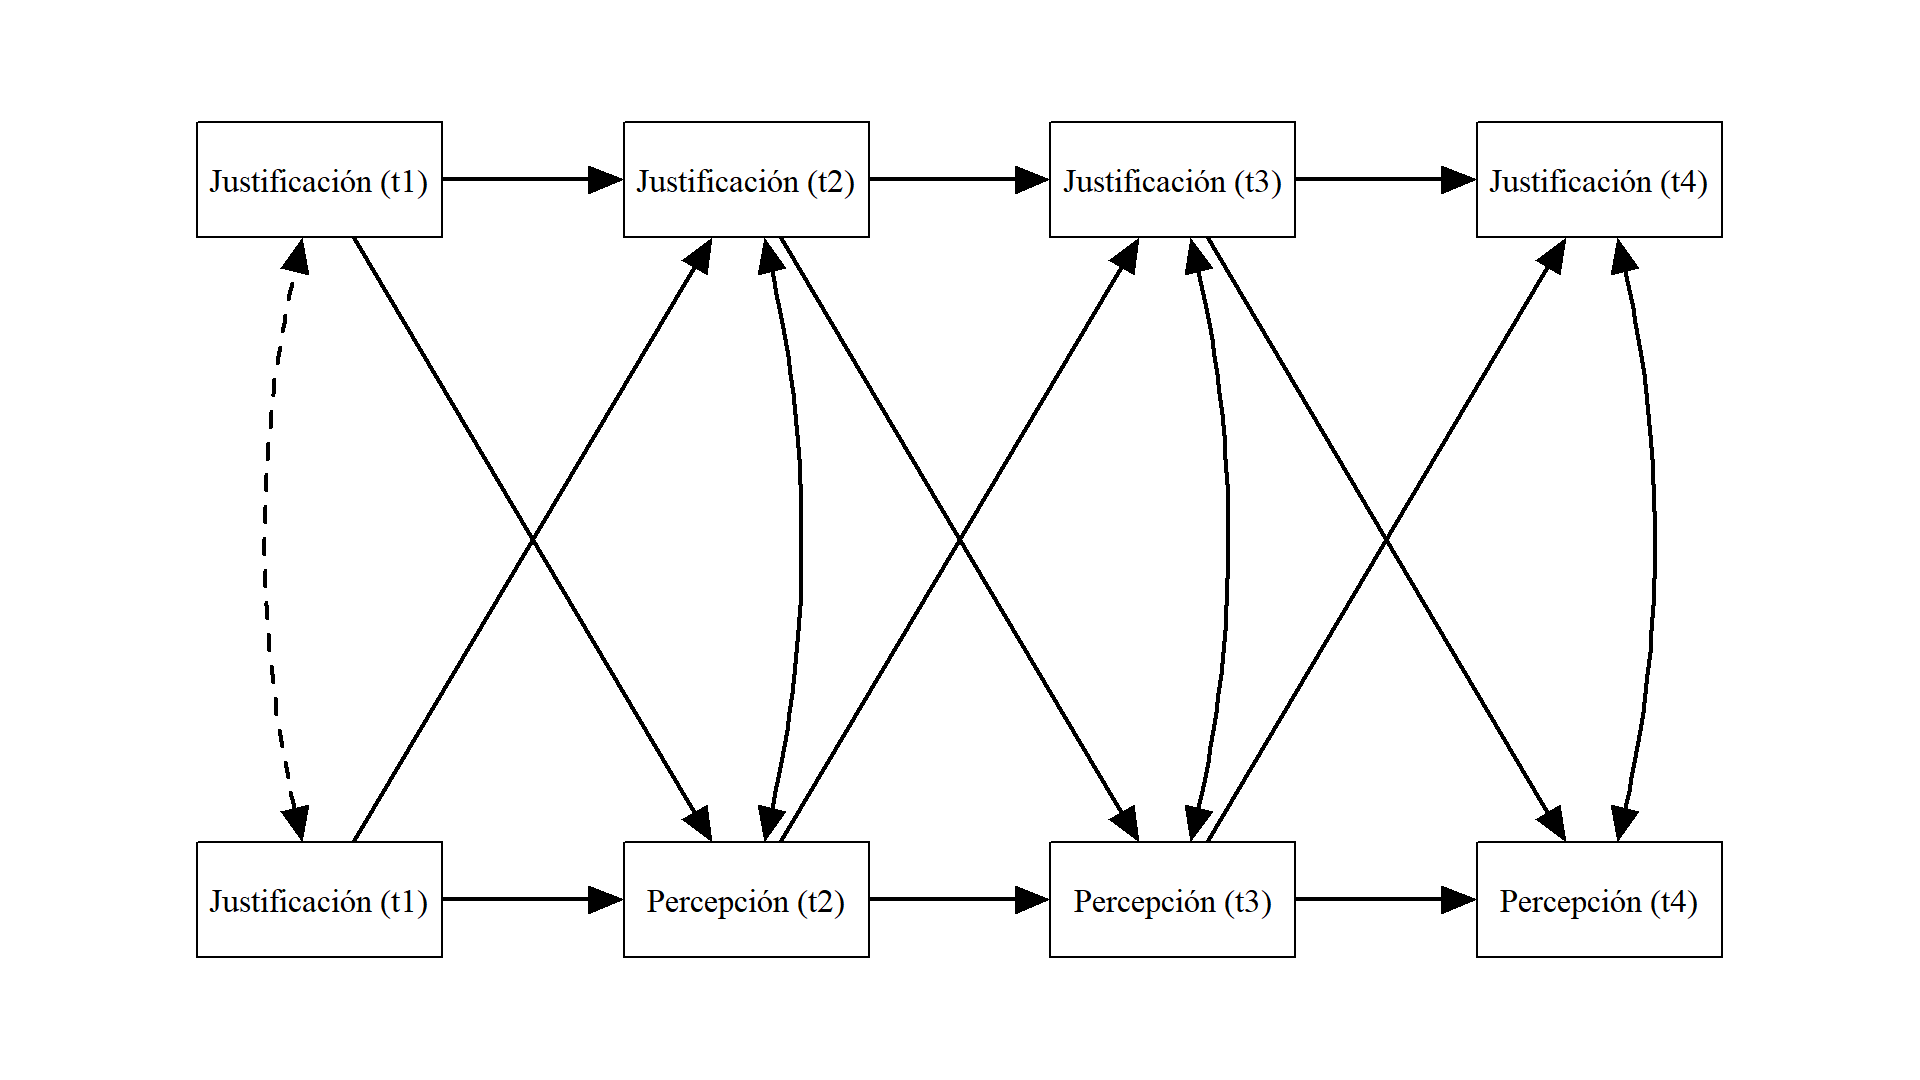 Justificación (t1)
Justificación (t2)
Justificación (t3)
Justificación (t4)
Justificación (t1)
Percepción (t2)
Percepción (t3)
Percepción (t4)